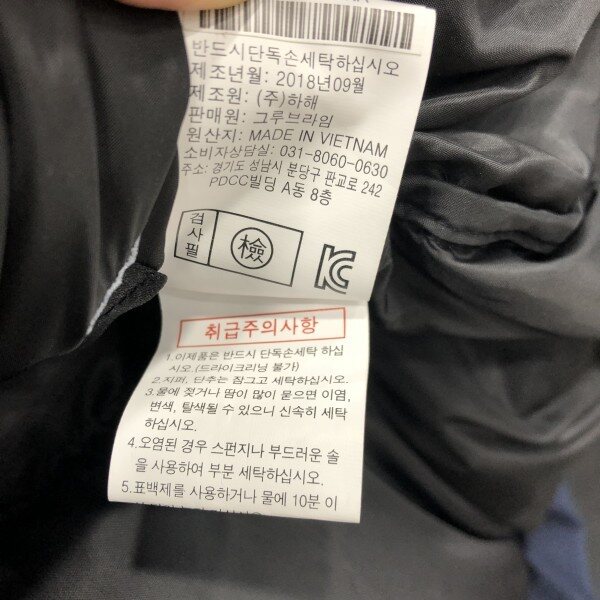 반드시단독손세탁하십시오
제조년월: 2018년09월
제조원: (주)하해
판매원: 그루브라임
원산지: MADE IN VIETNAM
소비자상담실: 031-8060-0630
주소: 경기도 성남시 분당구 판교로 242
PDCC빌딩 A동 8층
검사필
檢
취급주의사항
1.이제품은 반드시 단독손세탁 하십
시오.(드라이크리닝 불가)
2.지퍼, 단추는 잠그고 세탁하십시오.
3.물에 젖거나 땀이 많이 묻으면 이염,
변색, 탈색될 수 있으니 신속히 세탁
하십시오.
4.오염된 경우 스펀지나 부드러운 솔
을 사용하여 부분 세탁하십시오.
5.표백제를 사용하거나 물에 10분 이